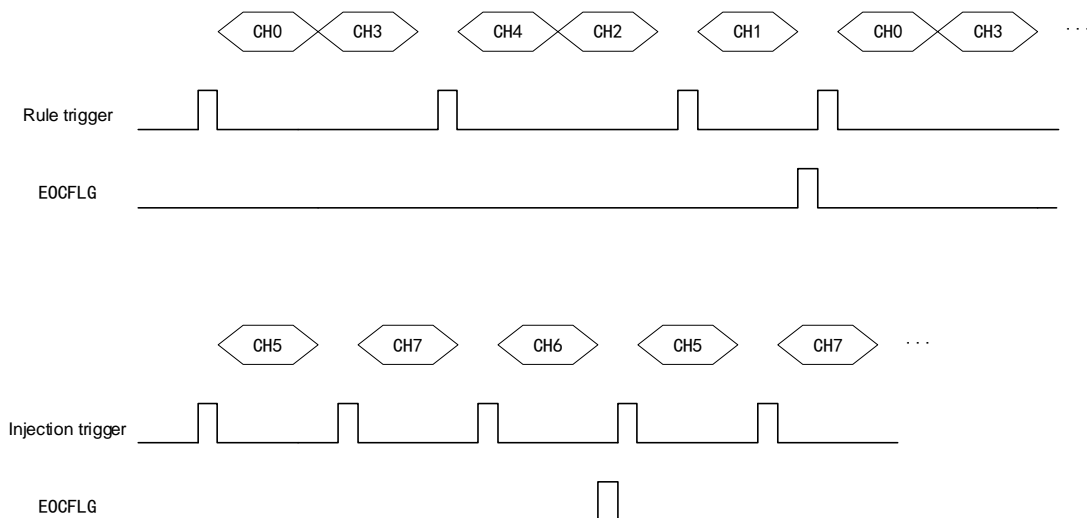 CH0 CH3 CH4 CH2 CH1 CH0 CH3 ...
Rule trigger
EOCFLG
CH5 CH7 CH6 CH5 CH7 ...
Injection trigger
EOCFLG